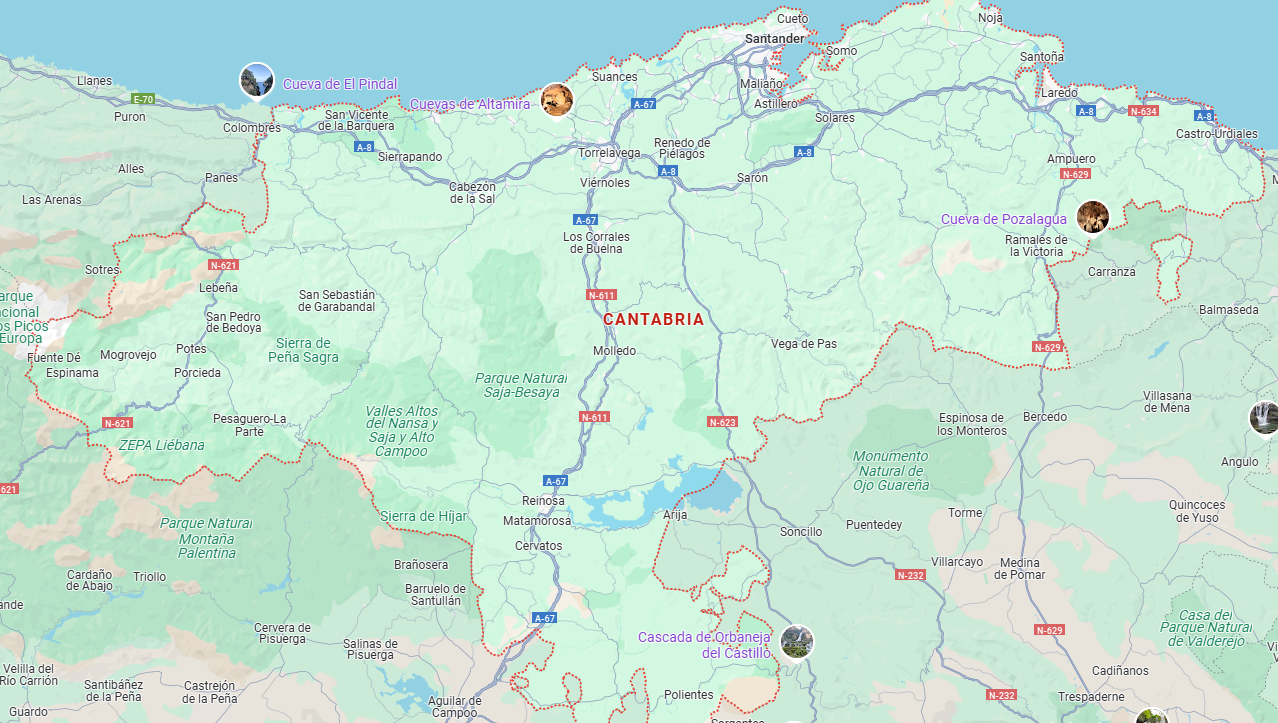 Cueto
Noja
Santander
Somo
Santoña
Llanes
Cueva de El Pindal
Suances
Maliaño
Laredo
E-70
Puron
Cuevas de Altamira
A-67
Astillero
A-8
N-634
A-8
Colombres
San Vicente
de la Barquera
Solares
Castro-Urdiales
A-8
Sierrapando
Torrelavega
Renedo de
Piélagos
A-8
Ampuero
Alles
Panes
A-8
Sarón
N-629
Las Arenas
Cabezón
de la Sal
Viérnoles
A-67
Cueva de Pozalagua
Los Corrales
de Buelna
Ramales de
la Victoria
N-621
Sotres
Carranza
Lebeña
San Sebastián
de Garabandal
N-611
arque
cional
os Picos
Europa
San Pedro
de Bedoya
CANTABRIA
Balmaseda
Fuente Dé
Mogrovejo
Potes
Sierra de
Peña Sagra
Molledo
Vega de Pas
N-629
Espinama
Porcieda
Parque Natural
Saja-Besaya
Villasana
de Mena
N-621
Pesaguero-La
Parte
Valles Altos
del Nansa y
Saja y Alto
Campoo
N-611
N-623
Espinosa de
los Monteros
Bercedo
ZEPA Liébana
Monumento
Natural de
Ojo Guareña
Angulo
621
A-67
Reinosa
Sierra de Híjar
Matamorosa
Arija
Torme
Quincoces
de Yuso
Parque Natural
Montaña
Palentina
Cervatos
Soncillo
Puentedey
Cardaño
de Abajo
Triollo
Brañosera
N-232
Villarcayo
Medina
de Pomar
Barruelo de
Santullán
ande
A-67
Casa del
Parque Natural
de Valderejo
Cervera de
Pisuerga
Salinas de
Pisuerga
Cascada de Orbaneja
del Castillo
N-629
Velilla del
Río Carrión
Santibáñez
de la Peña
Castrejón
de la Peña
Cadiñanos
Guardo
Aguilar de
Campoo
Polientes
N-232
Trespaderne